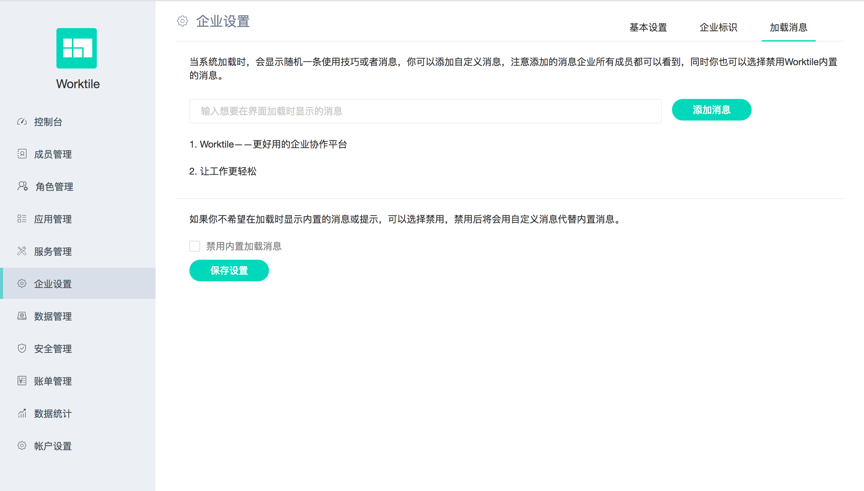 Worktile
控制台
成员管理
角色管理
应用管理
服务管理
企业设置
数据管理
安全管理
账单管理
数据统计
帐户设置
企业设置
基本设置
企业标识
加载消息
当系统加载时，会显示随机一条使用技巧或者消息，你可以添加自定义消息，注意添加的消息企业所有成员都可以看到，同时你也可以选择禁用Worktile内置
的消息。
输入想要在界面加载时显示的消息
添加消息
1. Worktile——更好用的企业协作平台
2. 让工作更轻松
如果你不希望在加载时显示内置的消息或提示，可以选择禁用，禁用后将会用自定义消息代替内置消息。
禁用内置加载消息
保存设置